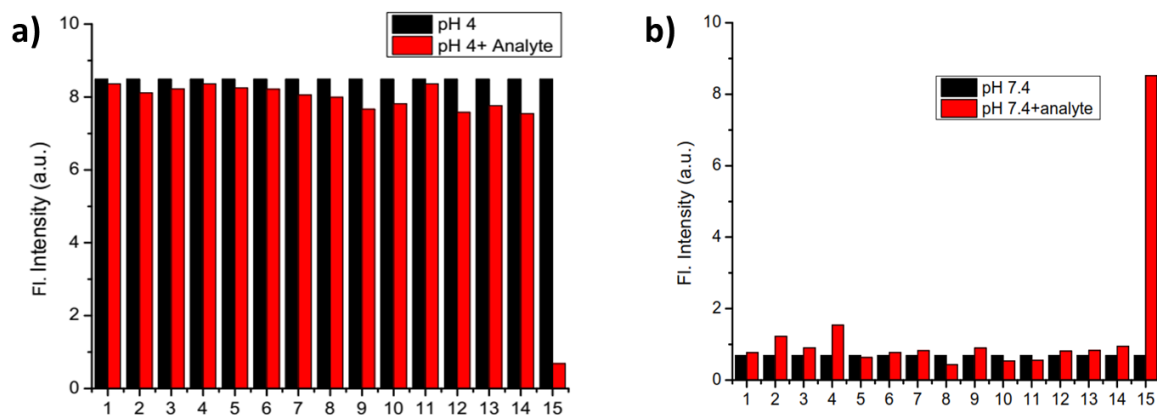 a)
10
8
6
4
2
0
Fl. Intensity (a.u.)
pH 4
pH 4+ Analyte
1 2 3 4 5 6 7 8 9 10 11 12 13 14 15
b)
10
8
6
4
2
0
Fl. Intensity (a.u.)
pH 7.4
pH 7.4+analyte
1 2 3 4 5 6 7 8 9 10 11 12 13 14 15